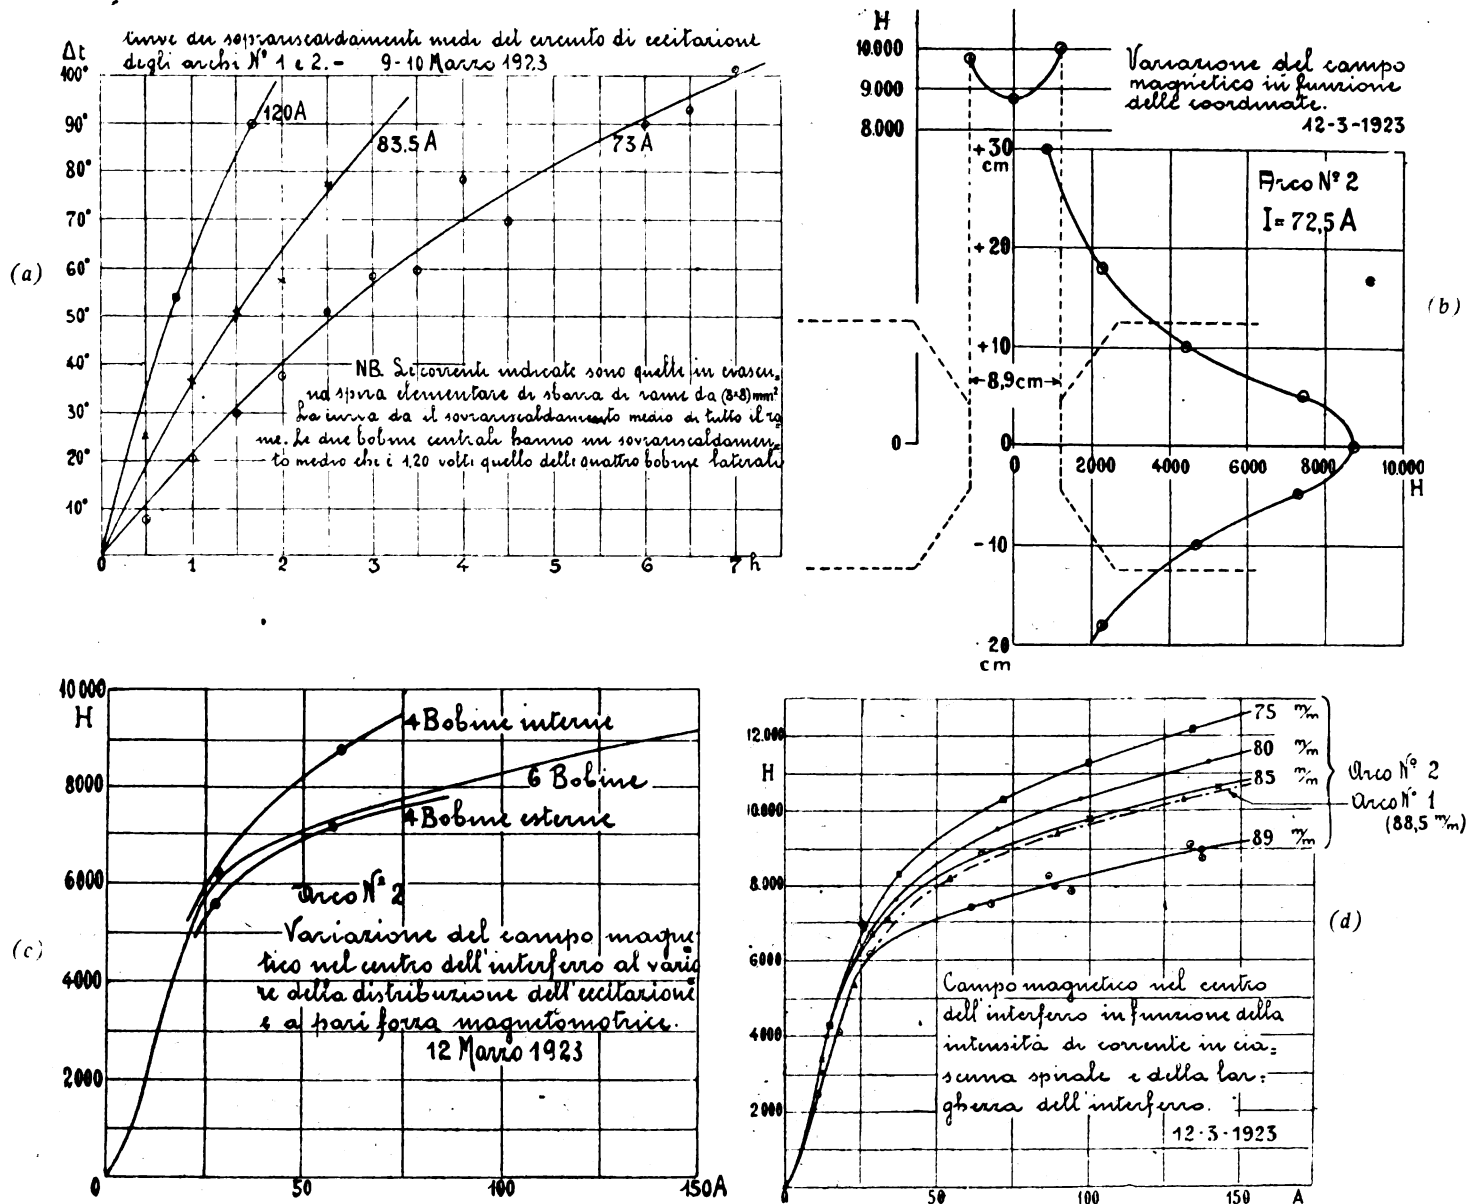 Curve dei soprariscaldamenti medi del circuito di eccitazione
degli archi Nº 1 e 2.- 9-10 Marzo 1923
Δt
100°
90°
80°
70°
60°
50°
40°
30°
20°
10°
0 1 2 3 4 5 6 7 h
120A
83.5 A
73 A
NB. Le correnti indicate sono quelle in ciascu-
na spira elementare di sbarra di rame da (8×8) mm²
La curva da il sovrariscaldamento medio di tutto il ra
me. Le due bobine centrali hanno un sovrariscaldamen-
to medio che è 1,20 volte quello delle quattro bobine laterali
(a)
H
10.000
9.000
8.000
Variazione del campo
magnetico in funzione
delle coordinate.
12-3-1923
+30
cm
+20
+10
0
-10
-20
cm
Arco Nº 2
I= 72,5 A
8,9cm
0
0 2000 4000 6000 8000 10.000
H
(b)
10 000
H
8000
6000
4000
2000
0 50 100 150A
4 Bobine interne
6 Bobine
4 Bobine esterne
Arco Nº 2
Variazione del campo magne
tico nel centro dell'interferro al varia
re della distribuzione dell'eccitazione
e a pari forza magnetomotrice.
12 Marzo 1923
(c)
12.000
H
10.000
8.000
6000
4000
2000
0 50 100 150 A
75 m/m
80 m/m
85 m/m
89 m/m
Arco Nº 2
Arco Nº 1
(88,5 m/m)
Campo magnetico nel centro
dell'interferro in funzione della
intensità di corrente in cia=
scuna spirale e della lar=
ghezza dell'interferro.
12-3-1923
(d)